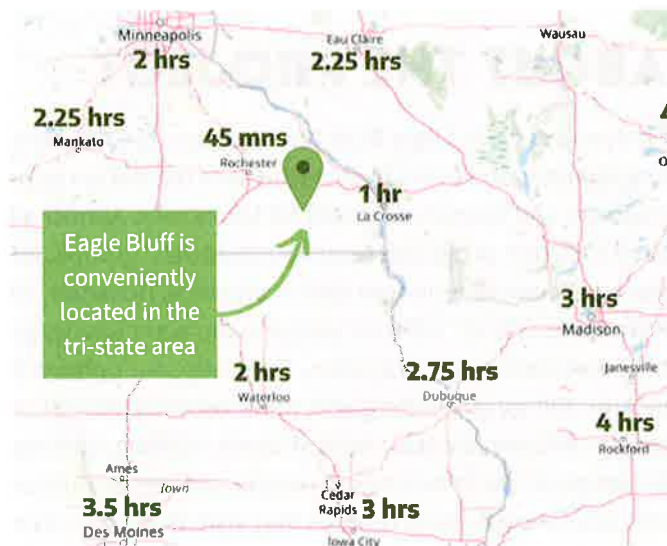 Minneapolis
2 hrs
Eau Claire
2.25 hrs
Wausau
2.25 hrs
Mankato
45 mns
Rochester
1 hr
La Crosse
Eagle Bluff is
conveniently
located in the
tri-state area
3 hrs
Madison
Janesville
2 hrs
Waterloo
2.75 hrs
Dubuque
4 hrs
Rockford
Ames
Iow
3.5 hrs
Des Moines
Cedar
Rapids 3 hrs
Iowa City